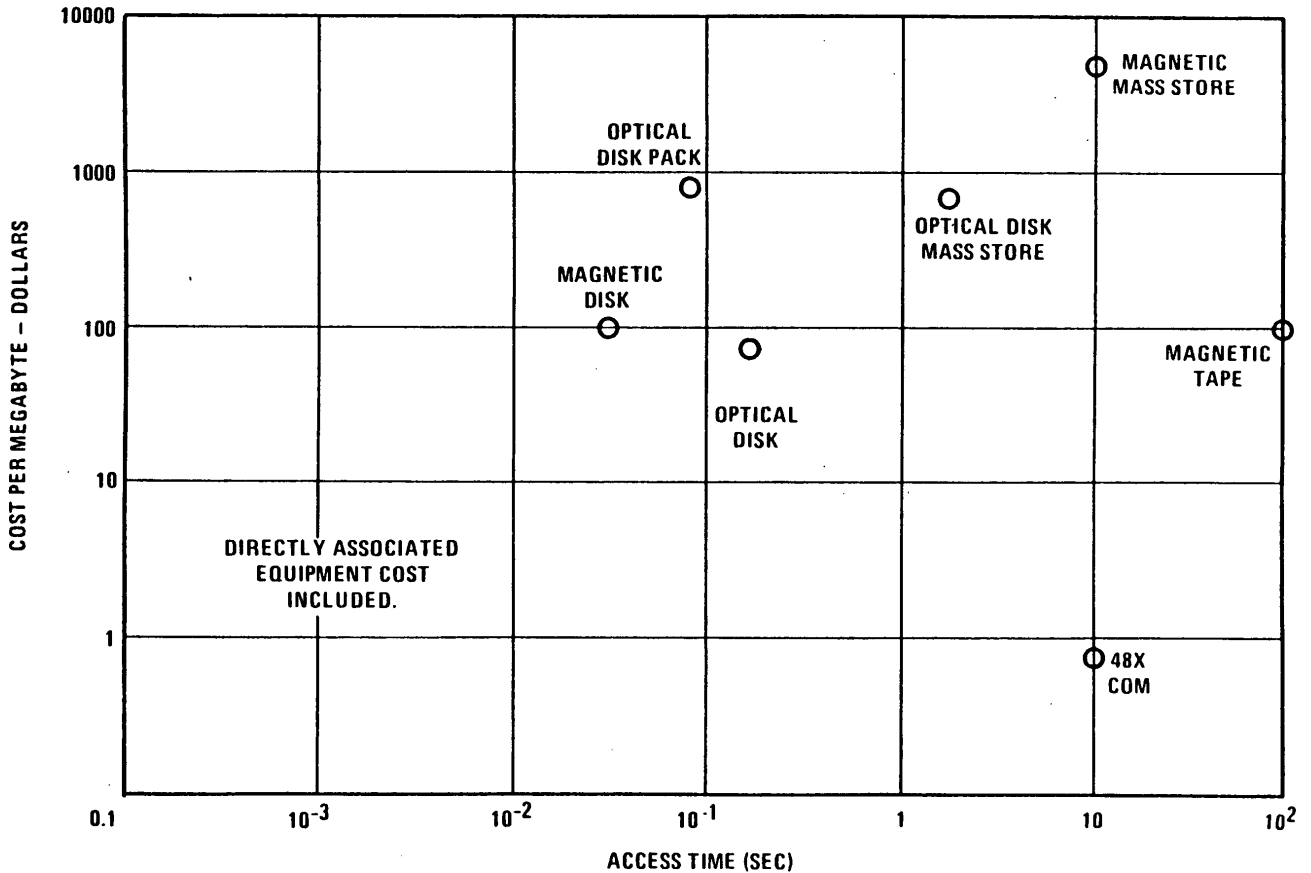 10000
MAGNETIC
MASS STORE
OPTICAL
DISK PACK
1000
OPTICAL DISK
MASS STORE
MAGNETIC
DISK
100
MAGNETIC
TAPE
OPTICAL
DISK
10
DIRECTLY ASSOCIATED
EQUIPMENT COST
INCLUDED.
1
48X
COM
COST PER MEGABYTE – DOLLARS
0.1 10⁻³ 10⁻² 10⁻¹ 1 10 10²
ACCESS TIME (SEC)